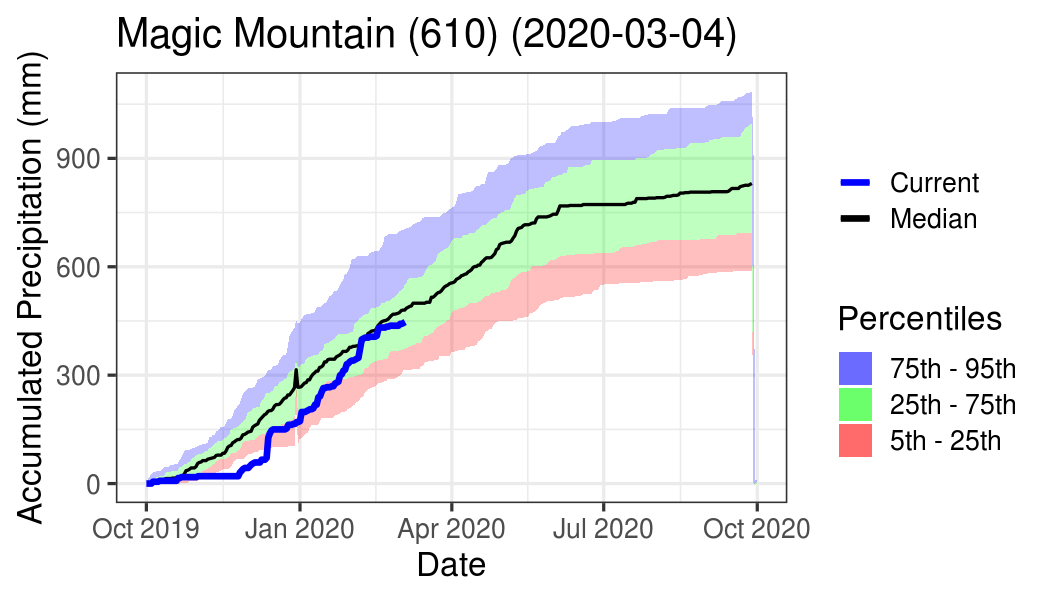 Magic Mountain (610) (2020-03-04)
Accumulated Precipitation (mm)
900
600
300
0
Oct 2019
Jan 2020
Apr 2020
Jul 2020
Oct 2020
Date
Current
Median
Percentiles
75th - 95th
25th - 75th
5th - 25th